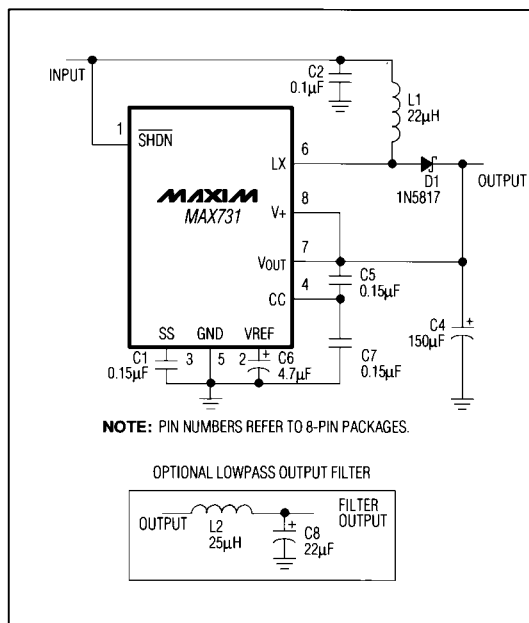 INPUT
C2
0.1µF
L1
22µH
1
SHDN
6
LX
D1
1N5817
OUTPUT
MAXIM
MAX731
8
V+
7
VOUT
C5
0.15µF
4
CC
C4
150µF
+
C7
0.15µF
SS
GND
VREF
C1
0.15µF
3
5
2
+
C6
4.7µF
NOTE: PIN NUMBERS REFER TO 8-PIN PACKAGES.
OPTIONAL LOWPASS OUTPUT FILTER
OUTPUT
L2
25µH
FILTER
OUTPUT
+
C8
22µF